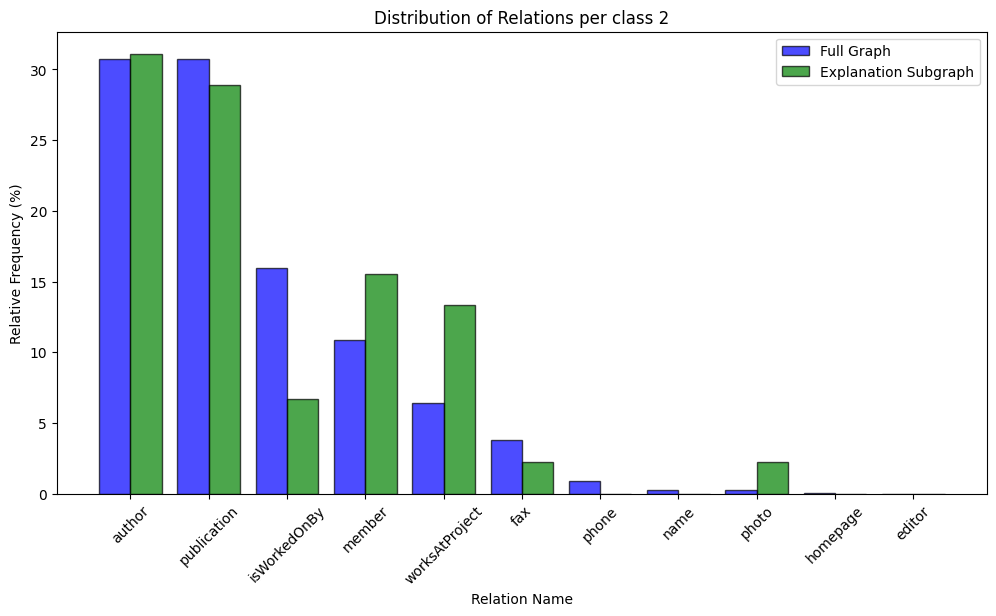 Distribution of Relations per class 2
Full Graph
Explanation Subgraph
Relative Frequency (%)
30
25
20
15
10
5
0
author
publication
isWorkedOnBy
member
worksAtProject
fax
phone
name
photo
homepage
editor
Relation Name